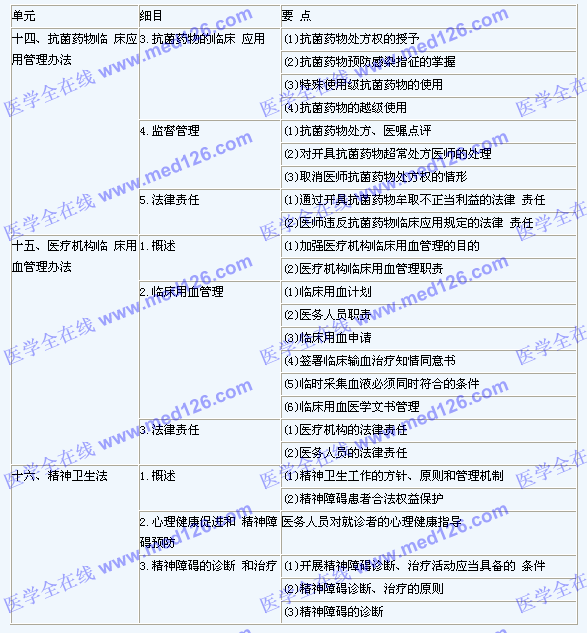 单元 细目 要 点
十四、抗菌药物临 床应 3.抗菌药物的临床 应用 (1)抗菌药物处方权的授予
用管理办法 (2)抗菌药物预防感染指征的掌握
(3)特殊使用级抗菌药物的使用
(4)抗菌药物的越级使用
4.监督管理 (1)抗菌药物处方、医嘱点评
(2)对开具抗菌药物超常处方医师的处理
(3)取消医师抗菌药物处方权的情形
5.法律责任 (1)通过开具抗菌药物牟取不正当利益的法律 责任
(2)医师违反抗菌药物临床应用规定的法律 责任
十五、医疗机构临 床用 1.概述 (1)加强医疗机构临床用血管理的目的
血管理办法 (2)医疗机构临床用血管理职责
2.临床用血管理 (1)临床用血计划
(2)医务人员职责
(3)临床用血申请
(4)签署临床输血治疗知情同意书
(5)临时采集血液必须同时符合的条件
(6)临床用血医学文书管理
3.法律责任 (1)医疗机构的法律责任
(2)医务人员的法律责任
十六、精神卫生法 1.概述 (1)精神卫生工作的方针、原则和管理机制
(2)精神障碍患者合法权益保护
2.心理健康促进和 精神障 医务人员对就诊者的心理健康指导
碍预防
3.精神障碍的诊断 和治疗 (1)开展精神障碍诊断、治疗活动应当具备的 条件
(2)精神障碍诊断、治疗的原则
(3)精神障碍的诊断
医学全在线 www.med126.com